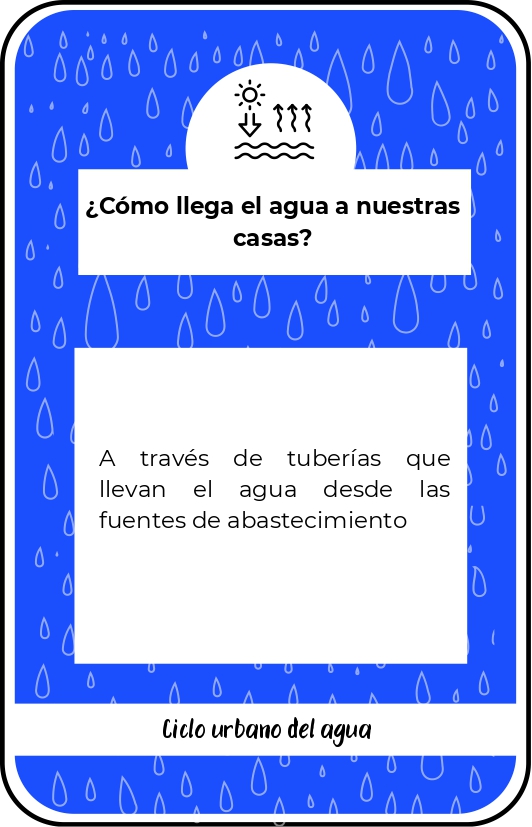 ¿Cómo llega el agua a nuestras
casas?
A través de tuberías que
llevan el agua desde las
fuentes de abastecimiento
Ciclo urbano del agua